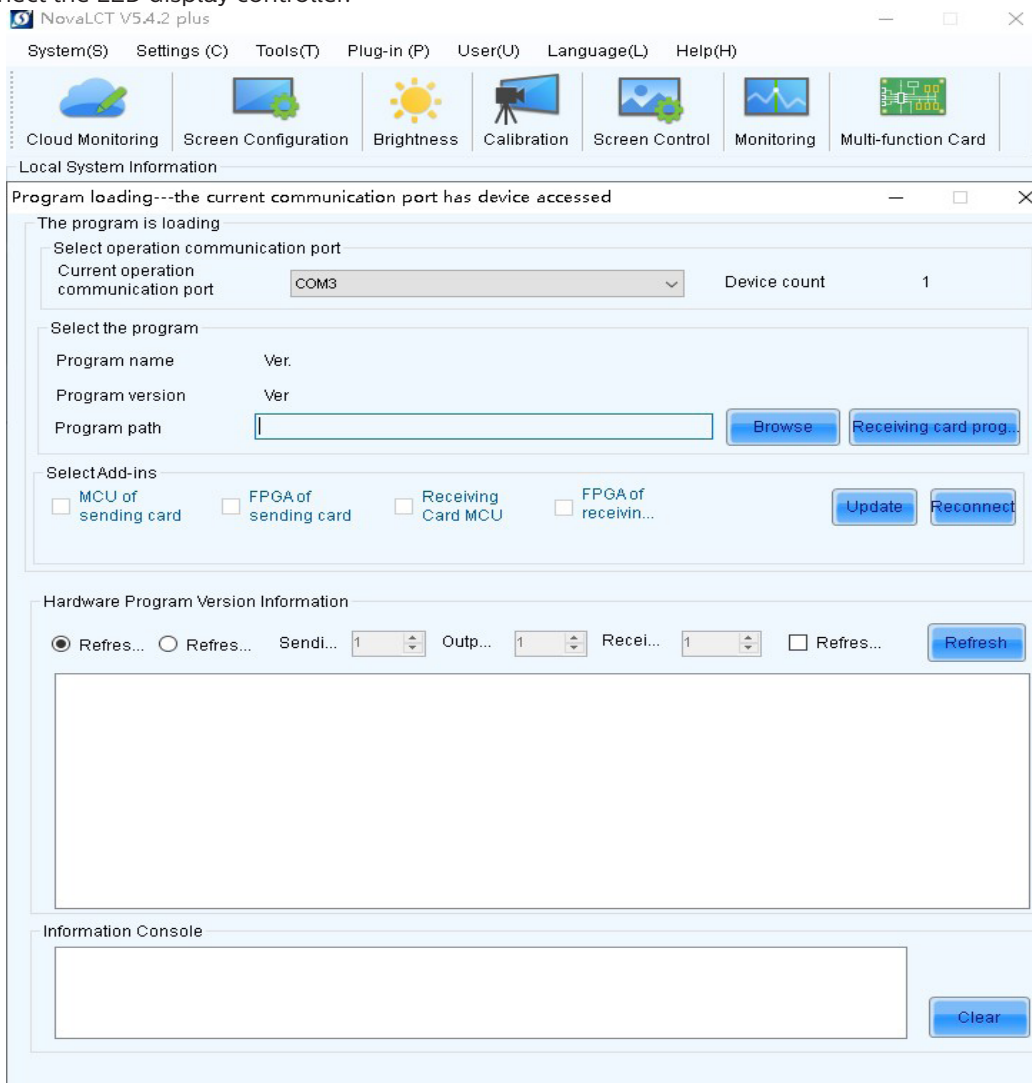 nect the LED display controller.
NovaLCT V5.4.2 plus
System(S) Settings (C) Tools(T) Plug-in (P) User(U) Language(L) Help(H)
Cloud Monitoring Screen Configuration Brightness Calibration Screen Control Monitoring Multi-function Card
Local System Information
Program loading---the current communication port has device accessed
The program is loading
Select operation communication port
Current operation
communication port COM3 Device count 1
Select the program
Program name Ver.
Program version Ver
Program path Browse Receiving card prog...
SelectAdd-ins
MCU of FPGA of Receiving FPGA of
sending card sending card Card MCU receivin... Update Reconnect
Hardware Program Version Information
Refres... Refres... Sendi... 1 Outp... 1 Recei... 1 Refres... Refresh
Information Console
Clear